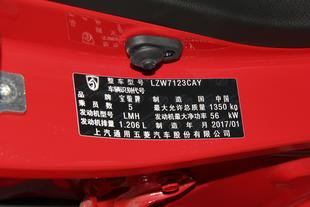 整车型号 LZW7123CAY
车辆识别代号
品牌 宝骏牌 制造国 中国
乘员数 5 最大允许总质量 1350 kg
发动机型号 LMH 发动机最大净功率 56 kW
发动机排量 1.206 L 制造年月 2017/01
上汽通用五菱汽车股份有限公司